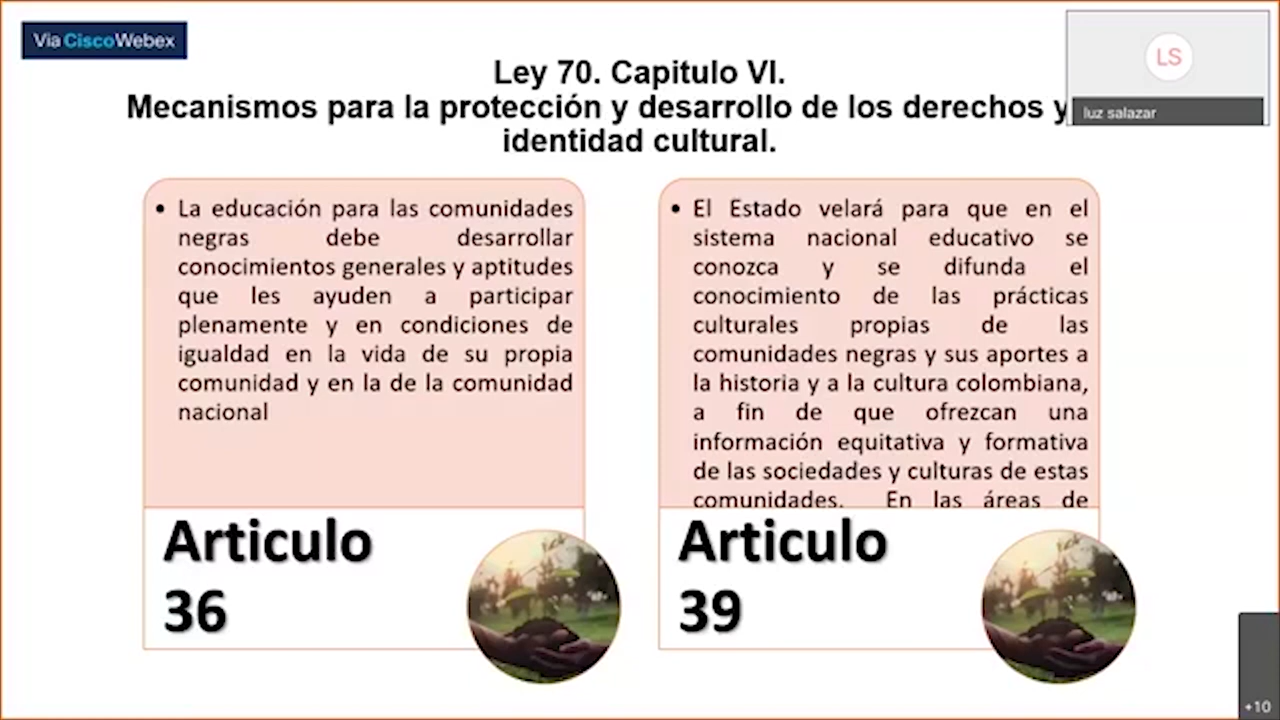 Via CiscoWebex
LS
luz salazar
Ley 70. Capitulo VI.
Mecanismos para la protección y desarrollo de los derechos y
identidad cultural.
• La educación para las comunidades
negras debe desarrollar
conocimientos generales y aptitudes
que les ayuden a participar
plenamente y en condiciones de
igualdad en la vida de su propia
comunidad y en la de la comunidad
nacional
Articulo
36
• El Estado velará para que en el
sistema nacional educativo se
conozca y se difunda el
conocimiento de las prácticas
culturales propias de las
comunidades negras y sus aportes a
la historia y a la cultura colombiana,
a fin de que ofrezcan una
información equitativa y formativa
de las sociedades y culturas de estas
comunidades. En las áreas de
Articulo
39
+10